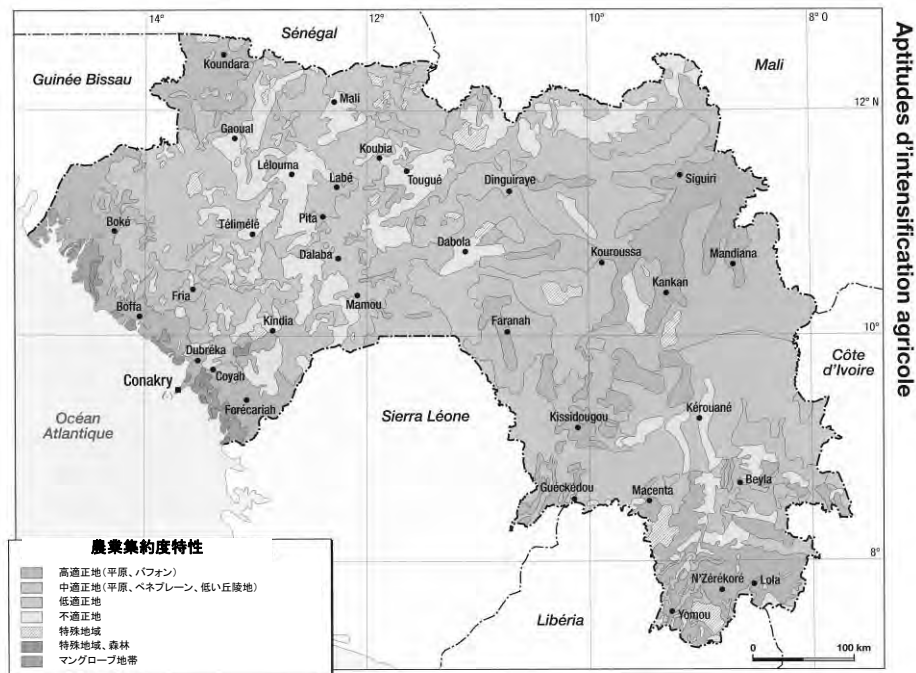 14°
12°
10°
8° O
Sénégal
Guinée Bissau
Mali
Koundara
Mali
12° N
Gaoual
Koubia
Lélouma
Labé
Tougué
Dinguiraye
Siguiri
Boké
Pita
Télimélé
Dabola
Dalaba
Kouroussa
Mandiana
Fria
Kankan
Boffa
Mamou
Kindia
Faranah
10°
Dubréka
Côte
d'Ivoire
Coyah
Conakry
Forécariah
Kérouané
Océan
Atlantique
Sierra Léone
Kissidougou
Beyla
Guéckédou
Macenta
8°
N'Zérékoré
Lola
Yomou
Libéria
0 100 km
Aptitudes d'intensification agricole
農業集約度特性
高適正地(平原、バフォン)
中適正地(平原、ペネプレーン、低い丘陵地)
低適正地
不適正地
特殊地域
特殊地域、森林
マングローブ地帯